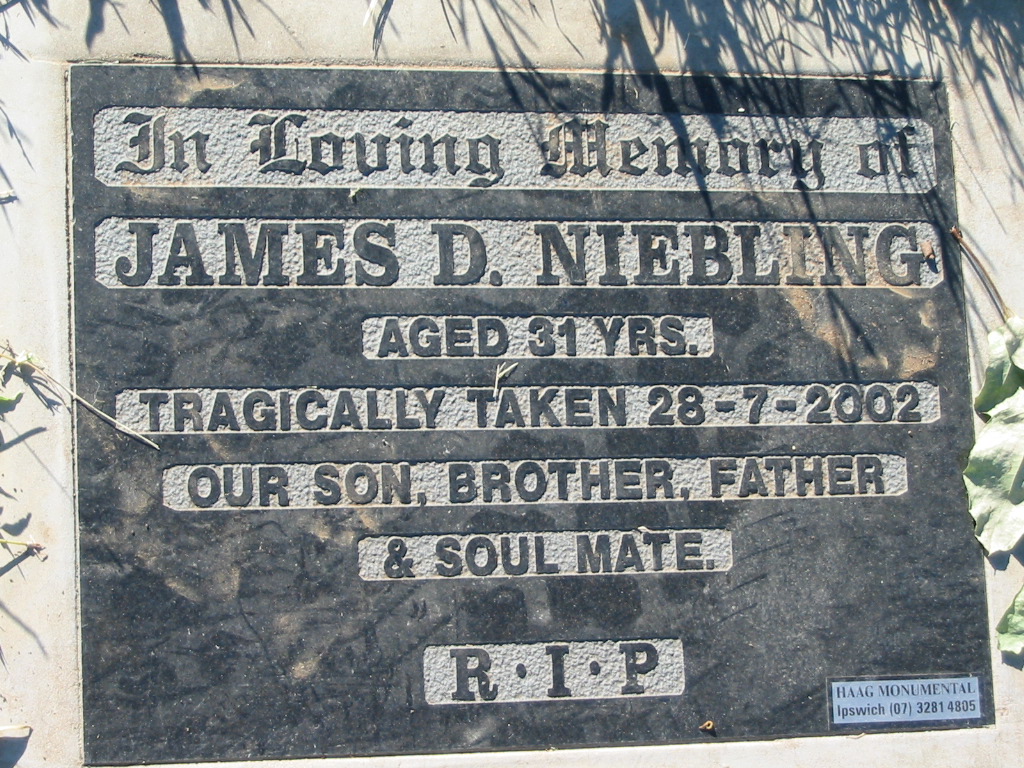 In Loving Memory of
JAMES D. NIEBLING
AGED 31 YRS.
TRAGICALLY TAKEN 28-7-2002
OUR SON, BROTHER, FATHER
& SOUL MATE.
R·I·P
HAAG MONUMENTAL
Ipswich (07) 3281 4805